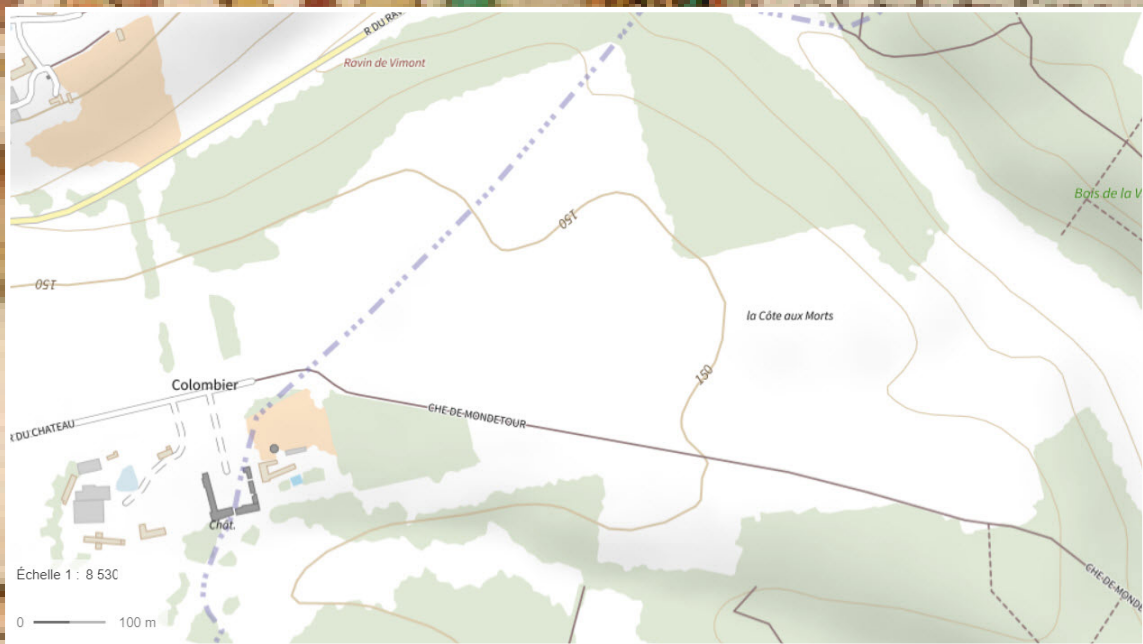 R DU RA
Ravin de Vimont
Bois de la V
150
150
la Côte aux Morts
150
Colombier
CHE-DE-MONDETOUR
R DU CHATEAU
Chât.
Échelle 1 : 8 530
CHE-DE-MONDE
0 100 m